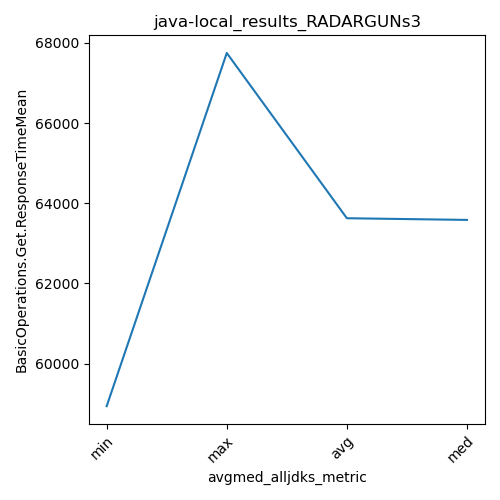 java-local_results_RADARGUNs3
BasicOperations.Get.ResponseTimeMean
68000
66000
64000
62000
60000
min
max
avg
med
avgmed_alljdks_metric